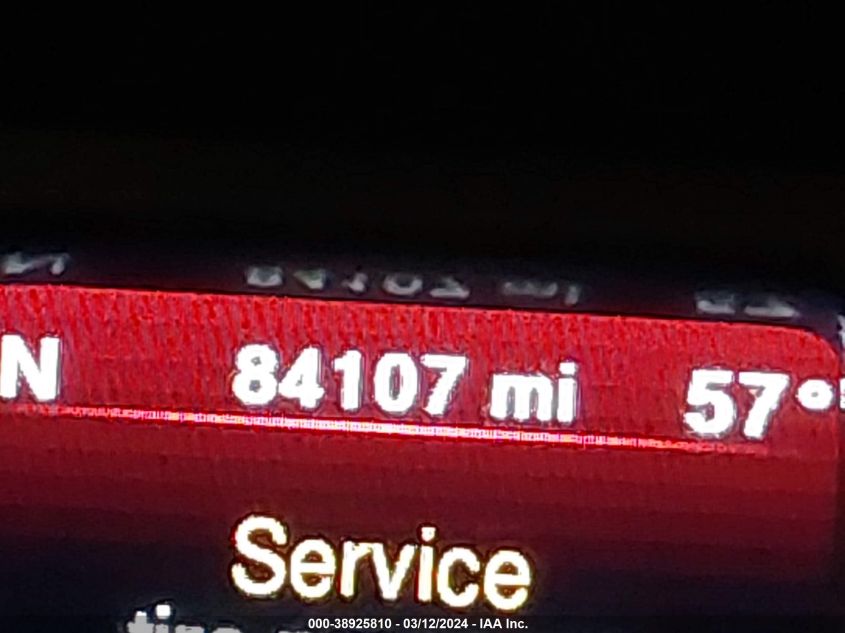 N 84107 mi 57°
Service
000-38925810 - 03/12/2024 - IAA Inc.